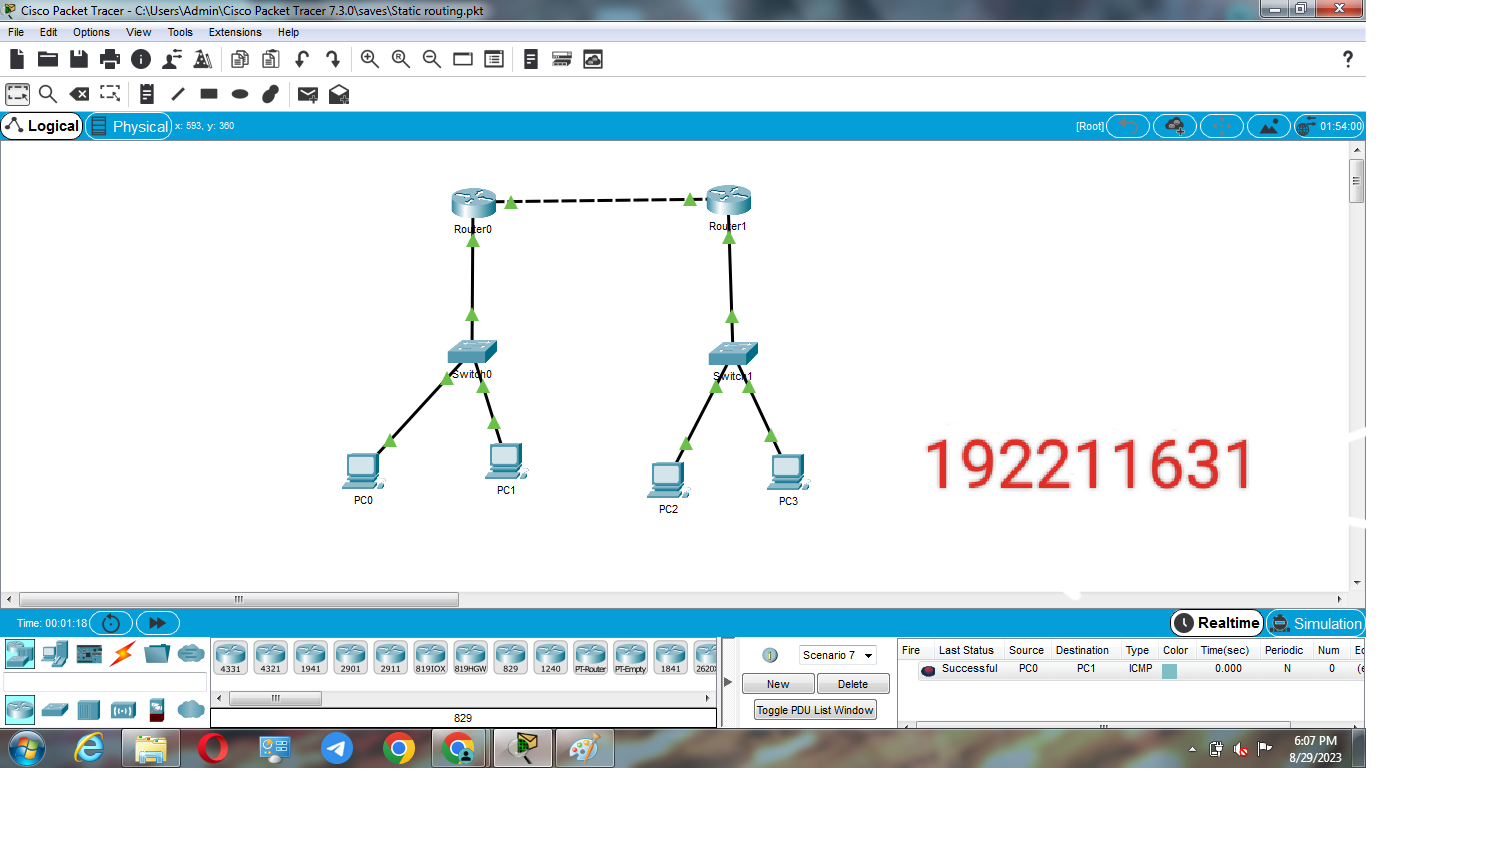 Cisco Packet Tracer - C:\Users\Admin\Cisco Packet Tracer 7.3.0\saves\Static routing.pkt
File Edit Options View Tools Extensions Help
?
Logical Physical x: 593, y: 360 [Root] 01:54:00
Router0 Router1
Switch0 Switch1
PC0 PC1 PC2 PC3
192211631
Time: 00:01:18 Realtime Simulation
4331 4321 1941 2901 2911 819IOX 819HGW 829 1240 PT-Router PT-Empty 1841 2620X
829
Scenario 7
New Delete
Toggle PDU List Window
Fire Last Status Source Destination Type Color Time(sec) Periodic Num Ec
Successful PC0 PC1 ICMP 0.000 N 0 (e
6:07 PM
8/29/2023